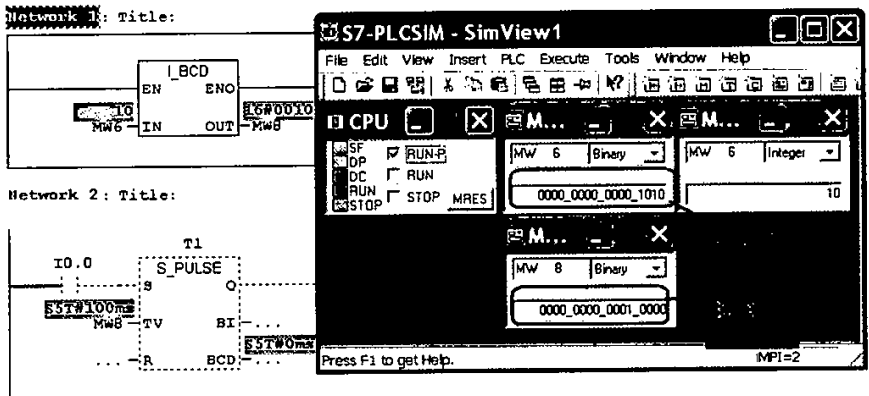 Network 1: Title:
I_BCD
EN ENO
10 16#0010
MW6 IN OUT MW8
Network 2: Title:
T1
I0.0 S_PULSE
S Q
S5T#100ms
MW8 TV BI ...
S5T#0ms
... R BCD ...
S7-PLCSIM - SimView1
File Edit View Insert PLC Execute Tools Window Help
CPU
SF
DP
DC
RUN
STOP
RUN-P
RUN
STOP MRES
M...
MW 6 Binary
0000_0000_0000_1010
M...
MW 6 Integer
10
M...
MW 8 Binary
0000_0000_0001_0000
Press F1 to get Help.
MPI=2